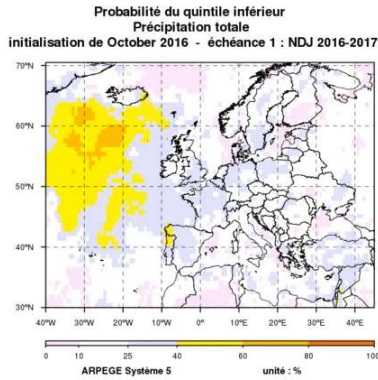 Probabilité du quintile inférieur
Précipitation totale
initialisation de October 2016 - échéance 1 : NDJ 2016-2017
70°N
60°N
50°N
40°N
30°N
40°W 30°W 20°W 10°W 0° 10°E 20°E 30°E 40°E
0 10 25 40 60 80 100
ARPEGE Système 5 unité : %